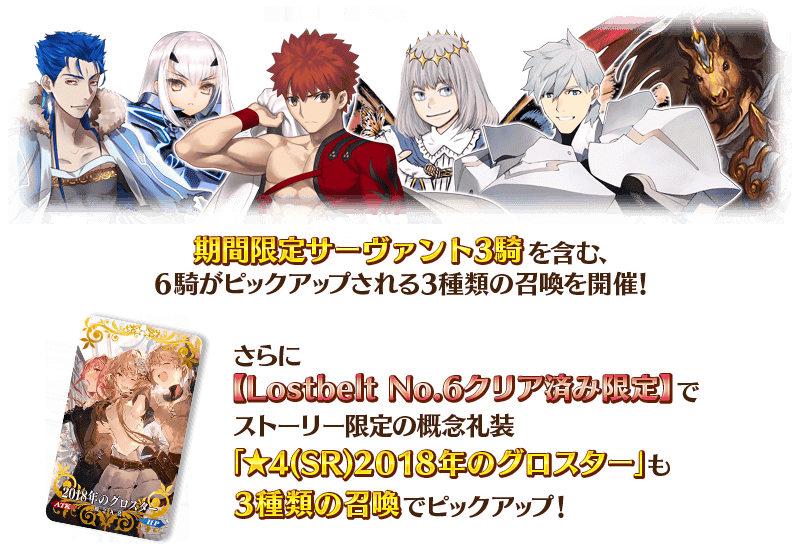 期間限定サーヴァント3騎を含む、
6騎がピックアップされる3種類の召喚を開催!
さらに
【Lostbelt No.6クリア済み限定】で
ストーリー限定の概念礼装
「★4(SR)2018年のグロスター」も
3種類の召喚でピックアップ!
2018年のグロスター
ATK
HP